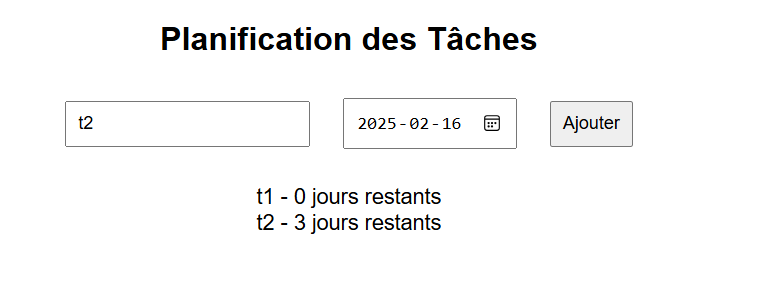 Planification des Tâches
t2 2025-02-16 Ajouter
t1 - 0 jours restants
t2 - 3 jours restants